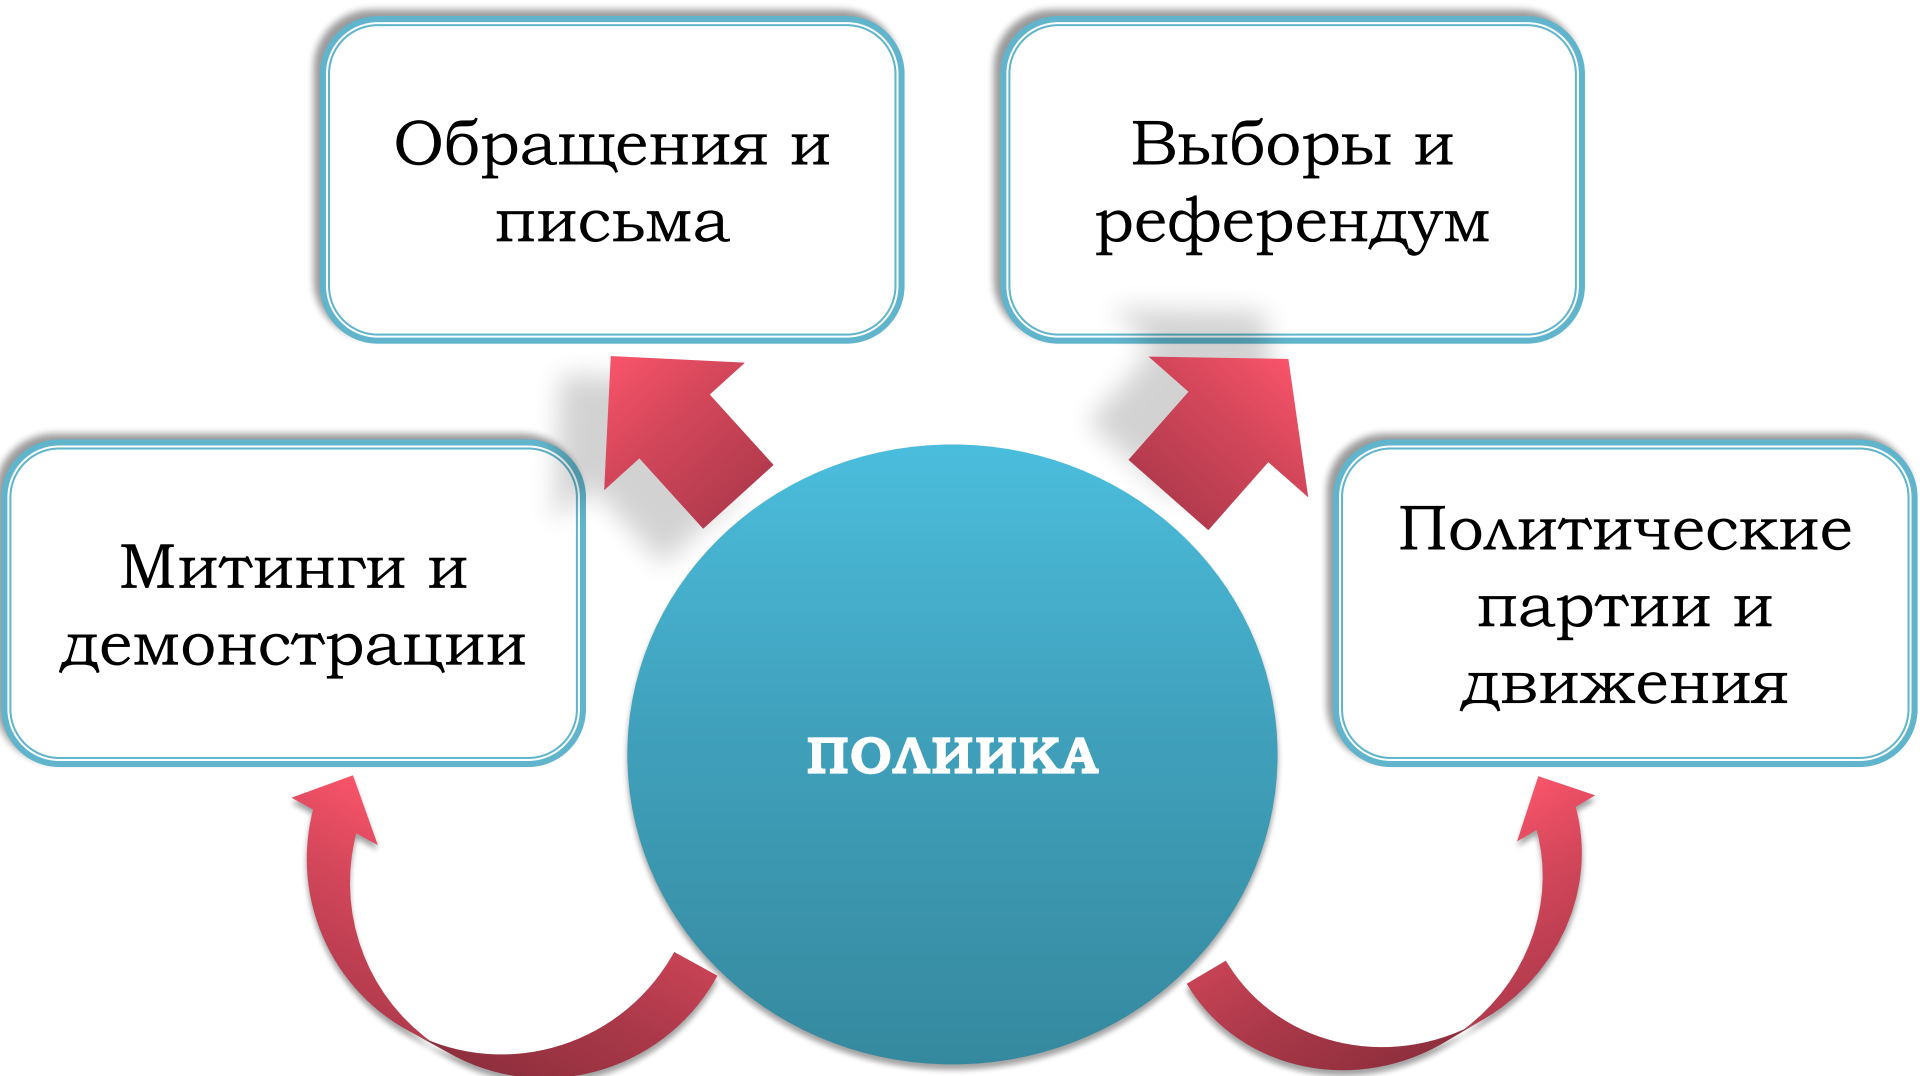 Обращения и
письма
Выборы и
референдум
Митинги и
демонстрации
Политические
партии и
движения
ПОЛИИКА